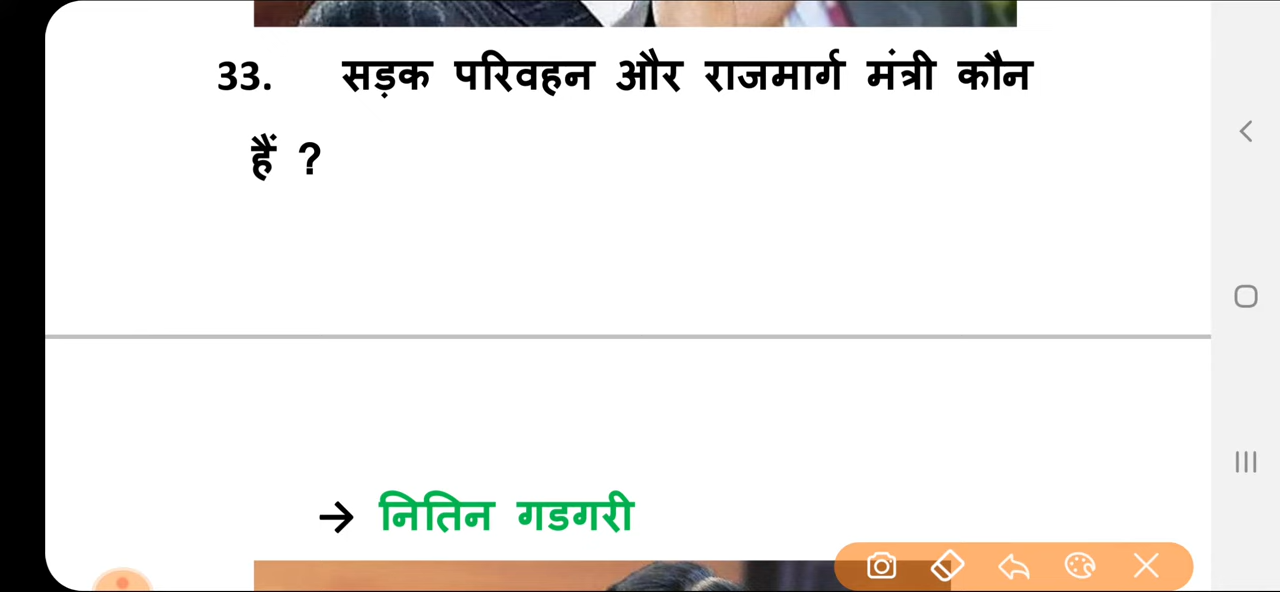 33. सड़क परिवहन और राजमार्ग मंत्री कौन
हैं ?
→ नितिन गडगरी